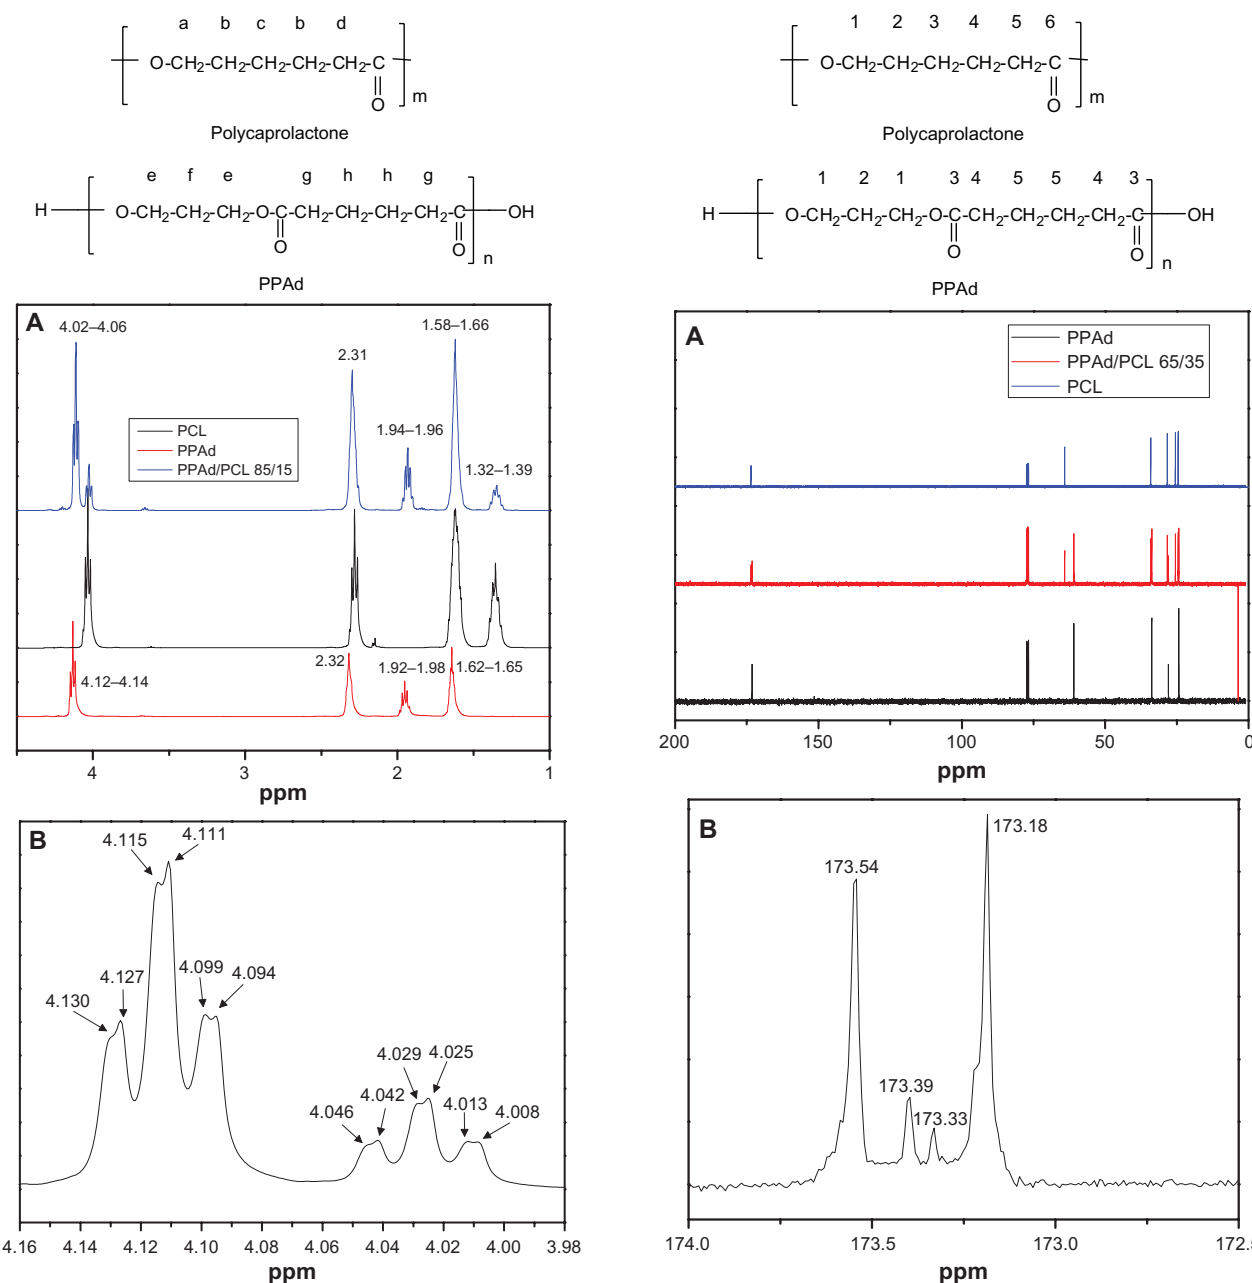 a b c b d
O-CH2-CH2-CH2-CH2-CH2-C
O
m
Polycaprolactone
e f e g h h g
H O-CH2-CH2-CH2-O-C-CH2-CH2-CH2-CH2-C OH
O O
n
PPAd
A
4.02–4.06
1.58–1.66
2.31
PCL
PPAd
PPAd/PCL 85/15
1.94–1.96
1.32–1.39
4.12–4.14
2.32
1.92–1.98
1.62–1.65
4 3 2 1
ppm
B
4.115
4.111
4.130
4.127
4.099
4.094
4.046
4.042
4.029
4.025
4.013
4.008
4.16 4.14 4.12 4.10 4.08 4.06 4.04 4.02 4.00 3.98
ppm
1 2 3 4 5 6
O-CH2-CH2-CH2-CH2-CH2-C
O
m
Polycaprolactone
1 2 1 3 4 5 5 4 3
H O-CH2-CH2-CH2-O-C-CH2-CH2-CH2-CH2-C OH
O O
n
PPAd
A
PPAd
PPAd/PCL 65/35
PCL
200 150 100 50 0
ppm
B
173.54
173.18
173.39
173.33
174.0 173.5 173.0 172.5
ppm